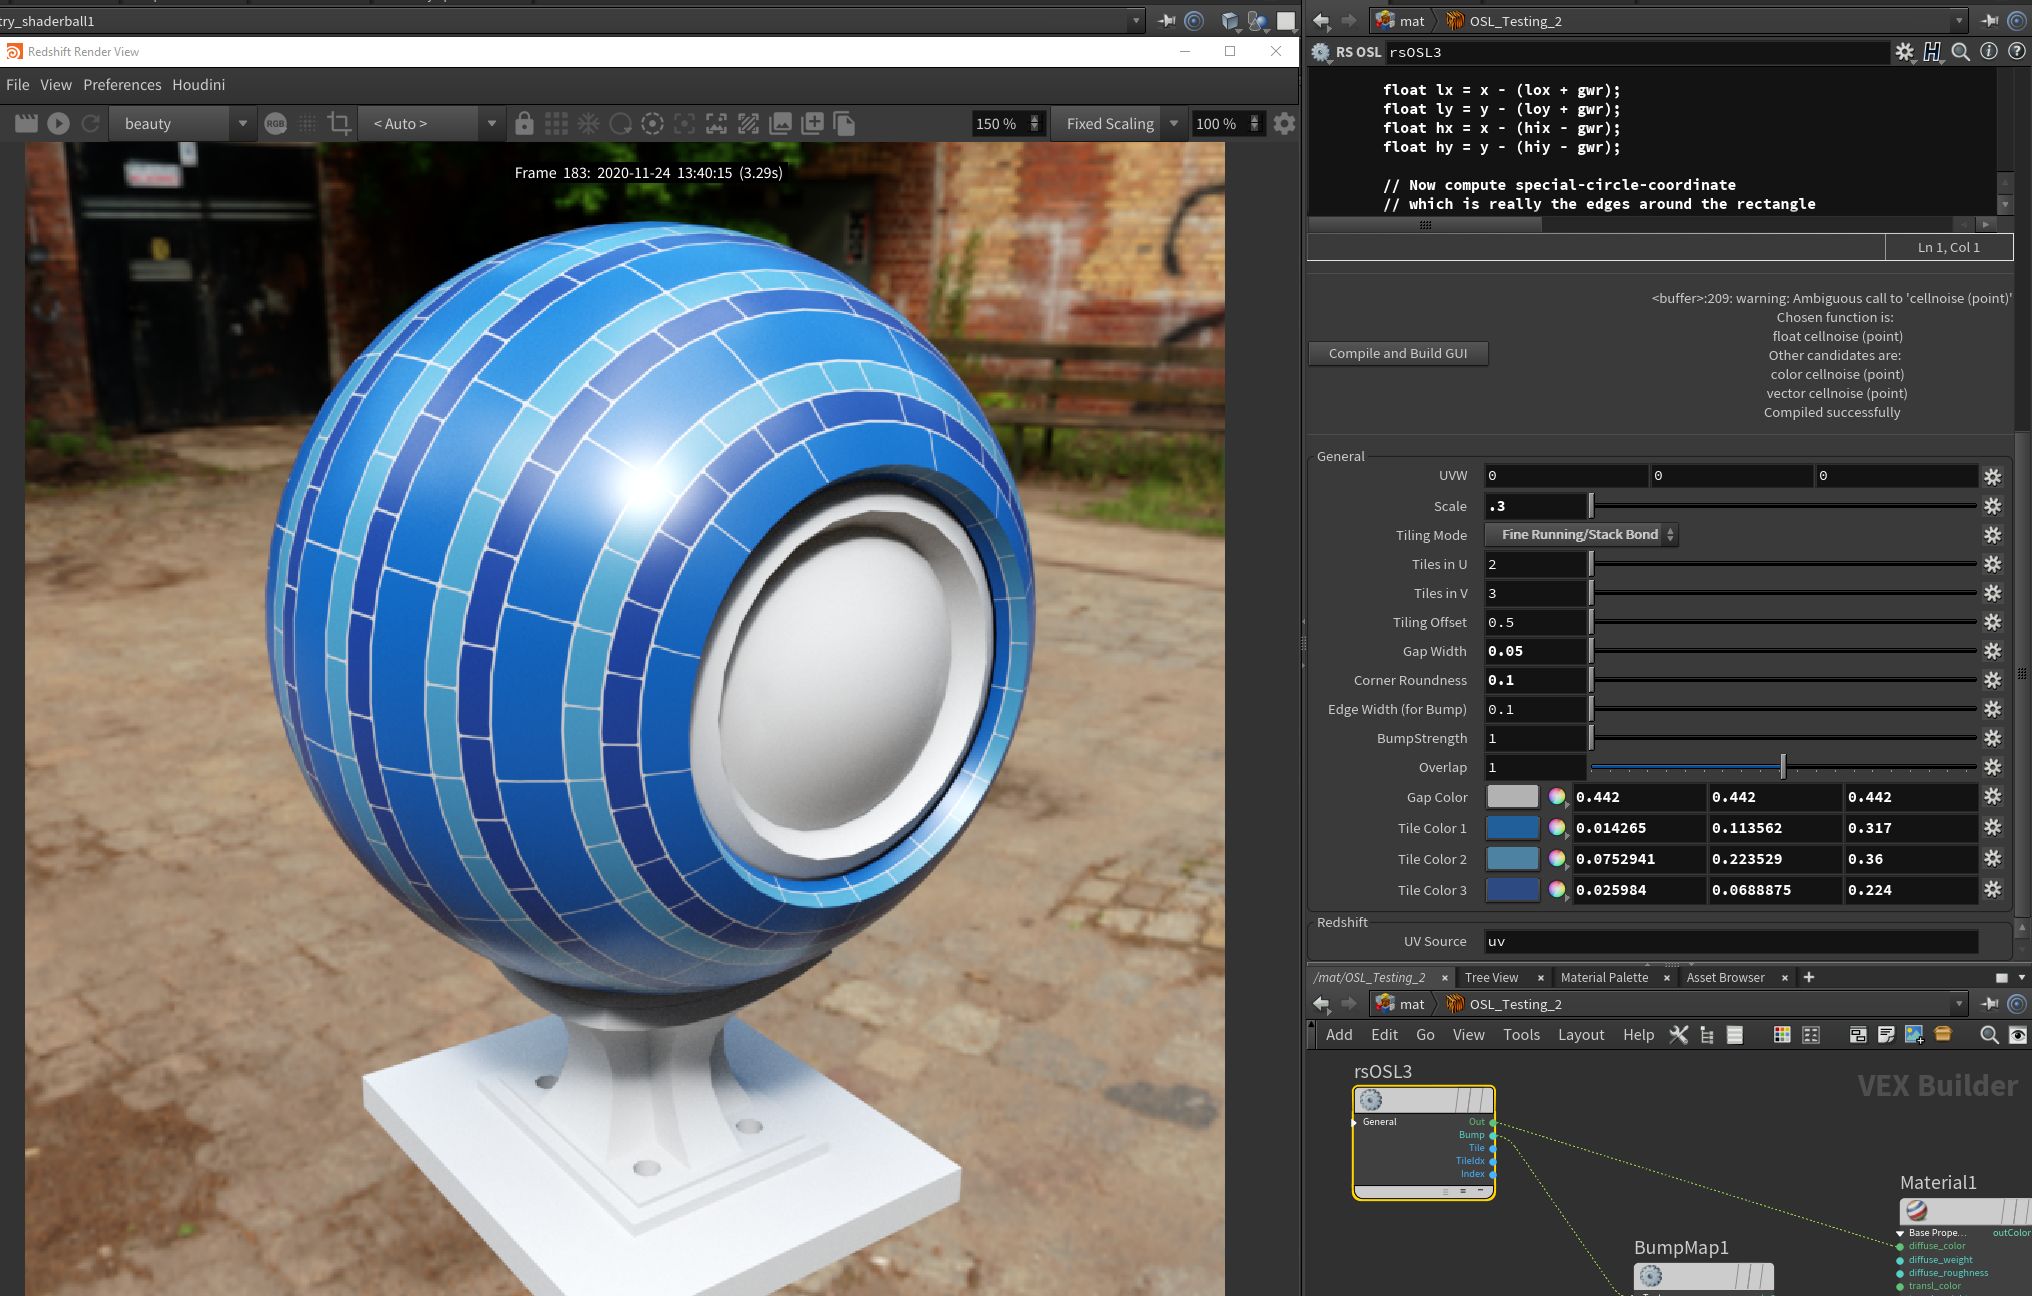 try_shaderball1
Redshift Render View
File View Preferences Houdini
beauty
RGB
< Auto >
150 %
Fixed Scaling
100 %
Frame 183: 2020-11-24 13:40:15 (3.29s)
mat OSL_Testing_2
RS OSL rsOSL3
float lx = x - (lox + gwr);
float ly = y - (loy + gwr);
float hx = x - (hix - gwr);
float hy = y - (hiy - gwr);
// Now compute special-circle-coordinate
// which is really the edges around the rectangle
Ln 1, Col 1
<buffer>:209: warning: Ambiguous call to 'cellnoise (point)'
Chosen function is:
float cellnoise (point)
Other candidates are:
color cellnoise (point)
vector cellnoise (point)
Compiled successfully
Compile and Build GUI
General
UVW 0 0 0
Scale .3
Tiling Mode Fine Running/Stack Bond
Tiles in U 2
Tiles in V 3
Tiling Offset 0.5
Gap Width 0.05
Corner Roundness 0.1
Edge Width (for Bump) 0.1
BumpStrength 1
Overlap 1
Gap Color 0.442 0.442 0.442
Tile Color 1 0.014265 0.113562 0.317
Tile Color 2 0.0752941 0.223529 0.36
Tile Color 3 0.025984 0.0688875 0.224
Redshift
UV Source uv
/mat/OSL_Testing_2 × Tree View × Material Palette × Asset Browser × +
mat OSL_Testing_2
Add Edit Go View Tools Layout Help
VEX Builder
rsOSL3
General
Out
Bump
Tile
TileIdx
Index
Material1
Base Prope... outColor
diffuse_color
diffuse_weight
diffuse_roughness
transl_color
BumpMap1